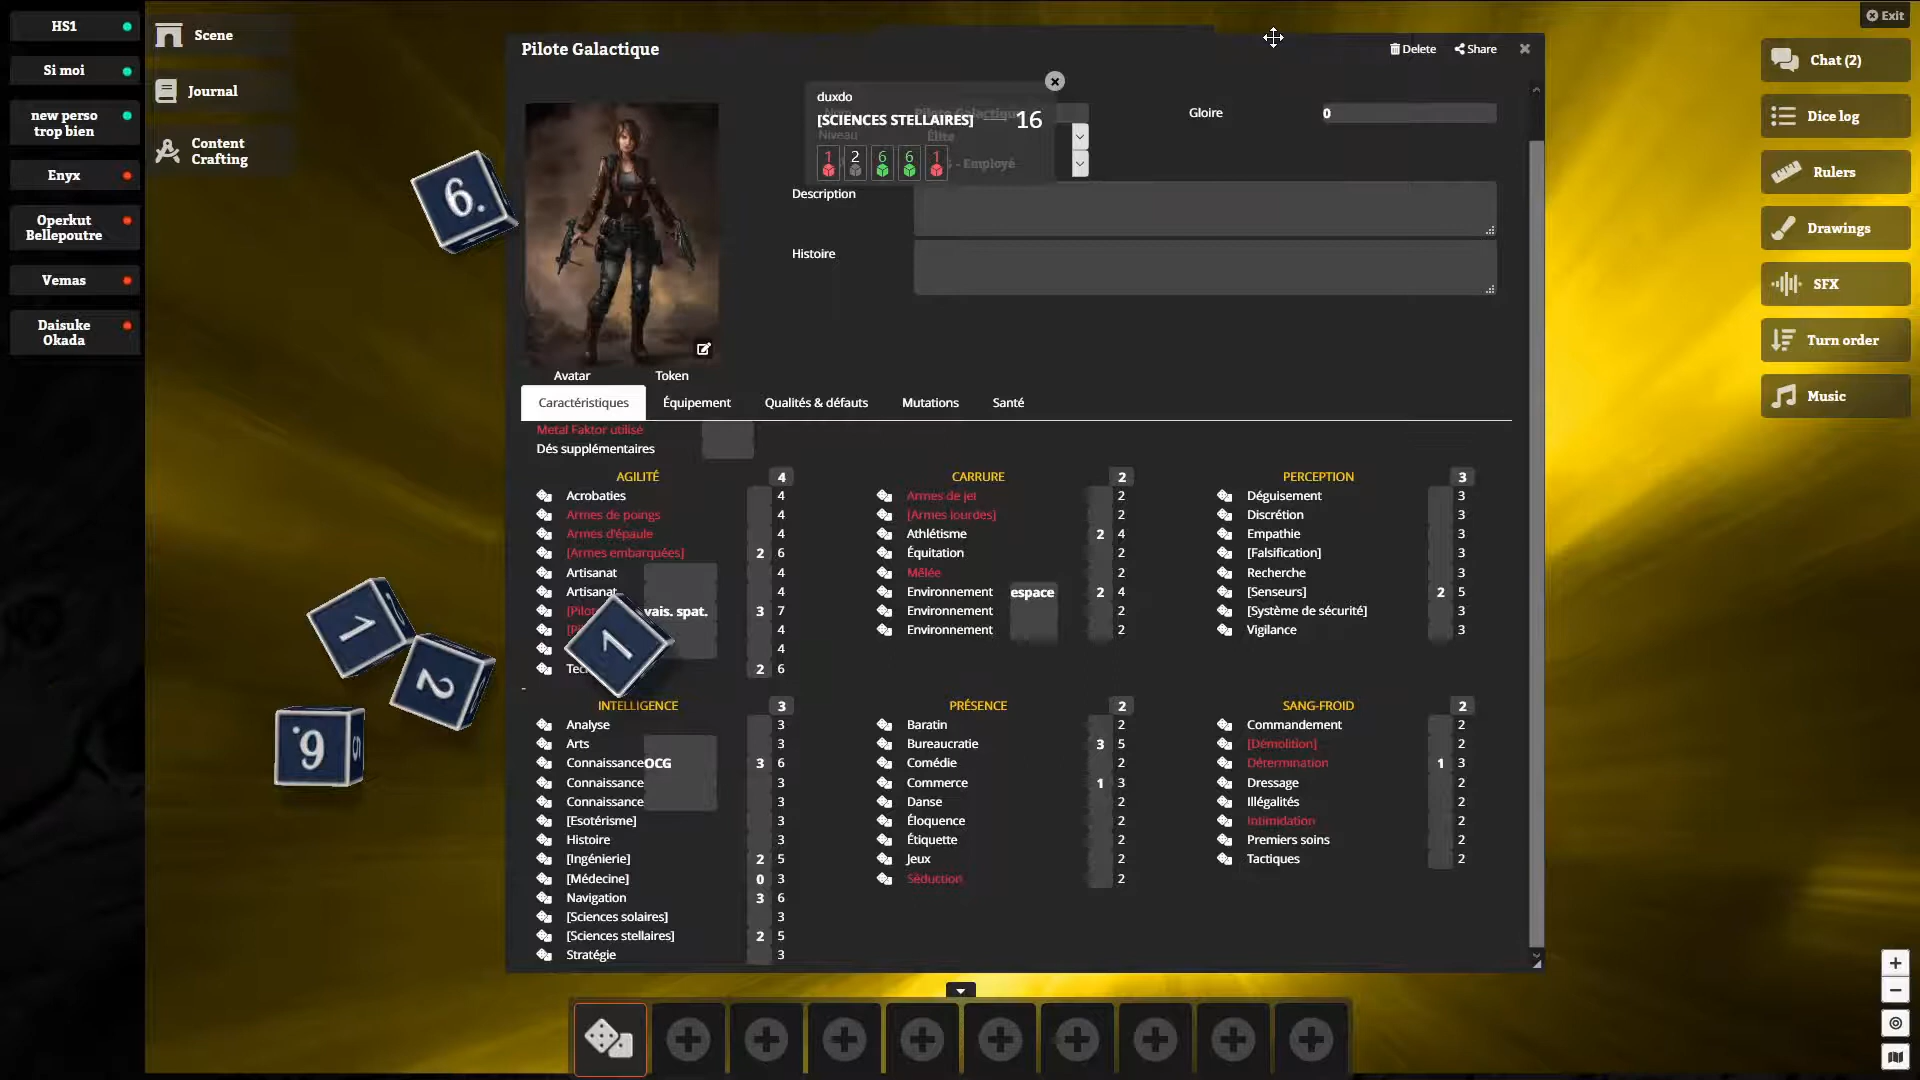 HS1
Si moi
new perso
trop bien
Enyx
Operkut
Bellepoutre
Vemas
Daisuke
Okada
Scene
Journal
Content
Crafting
Pilote Galactique
Delete
Share
duxdo
[SCIENCES STELLAIRES] 16
Niveau
Élite
- Employé
1 2 6 6 1
Gloire 0
Description
Histoire
Avatar
Token
Caractéristiques
Équipement
Qualités & défauts
Mutations
Santé
Metal Faktor utilisé
Dés supplémentaires
AGILITÉ 4
Acrobaties 4
Armes de poings 4
Armes d'épaule 4
[Armes embarquées] 2 6
Artisanat 4
Artisanat 4
vais. spat. 3 7
4
4
2 6
CARRURE 2
Armes de jet 2
[Armes lourdes] 2
Athlétisme 2 4
Équitation 2
Mêlée 2
Environnement espace 2 4
Environnement 2
Environnement 2
PERCEPTION 3
Déguisement 3
Discrétion 3
Empathie 3
[Falsification] 3
Recherche 3
[Senseurs] 2 5
[Système de sécurité] 3
Vigilance 3
INTELLIGENCE 3
Analyse 3
Arts 3
Connaissance OCG 3 6
Connaissance 3
Connaissance 3
[Esotérisme] 3
Histoire 3
[Ingénierie] 2 5
[Médecine] 0 3
Navigation 3 6
[Sciences solaires] 3
[Sciences stellaires] 2 5
Stratégie 3
PRÉSENCE 2
Baratin 2
Bureaucratie 3 5
Comédie 2
Commerce 1 3
Danse 2
Éloquence 2
Étiquette 2
Jeux 2
Séduction 2
SANG-FROID 2
Commandement 2
[Démolition] 2
Détermination 1 3
Dressage 2
Illégalités 2
Intimidation 2
Premiers soins 2
Tactiques 2
6.
1
2
6.
1
Exit
Chat (2)
Dice log
Rulers
Drawings
SFX
Turn order
Music